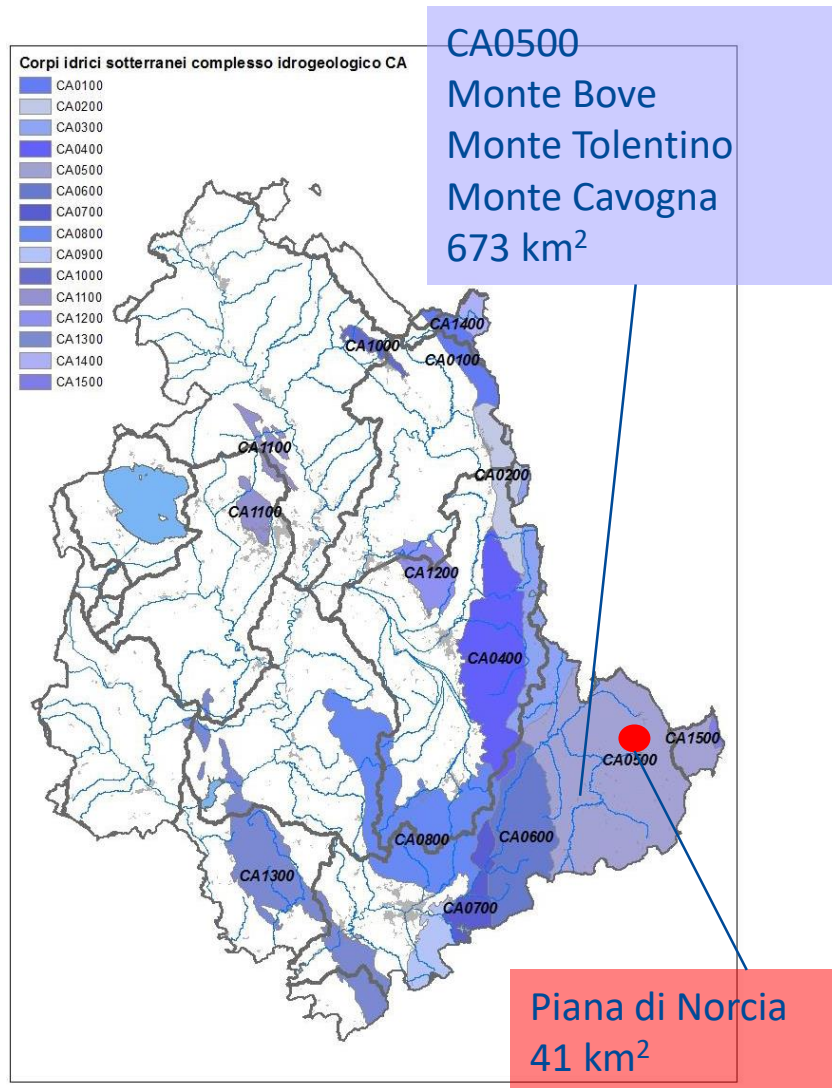 CA0500
Monte Bove
Monte Tolentino
Monte Cavogna
673 km²
Corpi idrici sotterranei complesso idrogeologico CA
CA0100
CA0200
CA0300
CA0400
CA0500
CA0600
CA0700
CA0800
CA0900
CA1000
CA1100
CA1200
CA1300
CA1400
CA1500
CA1400
CA1000
CA0100
CA1100
CA0200
CA1100
CA1200
CA0400
CA1500
CA0500
CA0800
CA0600
CA1300
CA0700
Piana di Norcia
41 km²